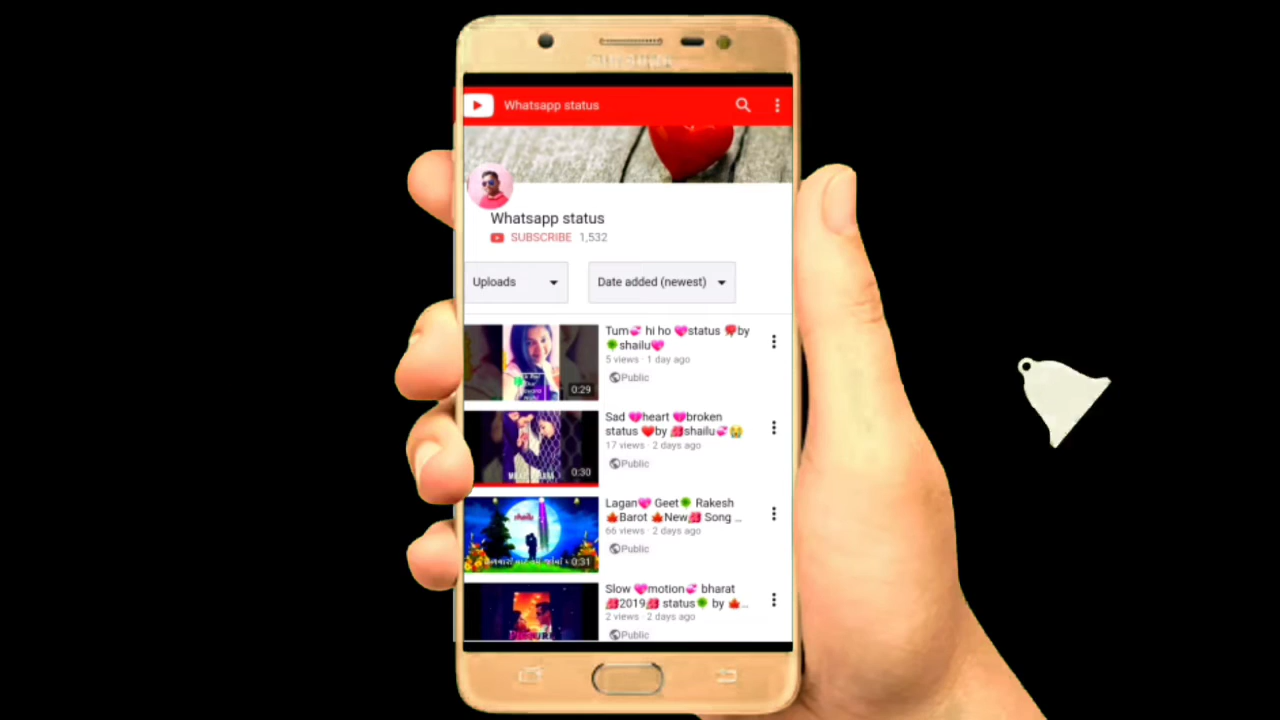 SAMSUNG
Whatsapp status
Whatsapp status
SUBSCRIBE 1,532
Uploads
Date added (newest)
Tum💞 hi ho 💖status 🌹by
🌳shailu💖
5 views · 1 day ago
Public
0:29
Sad 💔heart 💔broken
status ❤️by 🌺shailu💞😭
17 views · 2 days ago
Public
0:30
Lagan💖 Geet🌳 Rakesh
🍁Barot 🍁New🌺 Song ...
66 views · 2 days ago
Public
shailu
0:31
Slow 💖motion💞 bharat
🌺2019🌺 status🌳 by 🍁...
2 views · 2 days ago
Public